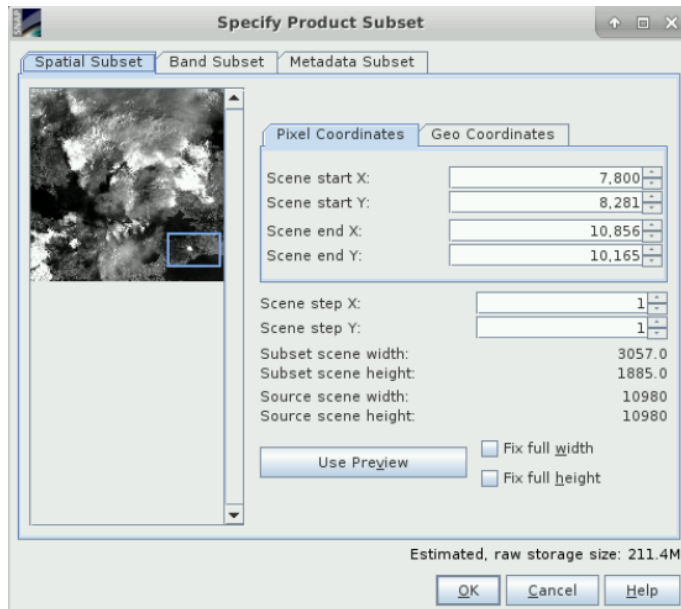 SNAP
Specify Product Subset
Spatial Subset Band Subset Metadata Subset
Pixel Coordinates Geo Coordinates
Scene start X: 7,800
Scene start Y: 8,281
Scene end X: 10,856
Scene end Y: 10,165
Scene step X: 1
Scene step Y: 1
Subset scene width: 3057.0
Subset scene height: 1885.0
Source scene width: 10980
Source scene height: 10980
Use Preview
Fix full width
Fix full height
Estimated, raw storage size: 211.4M
OK Cancel Help